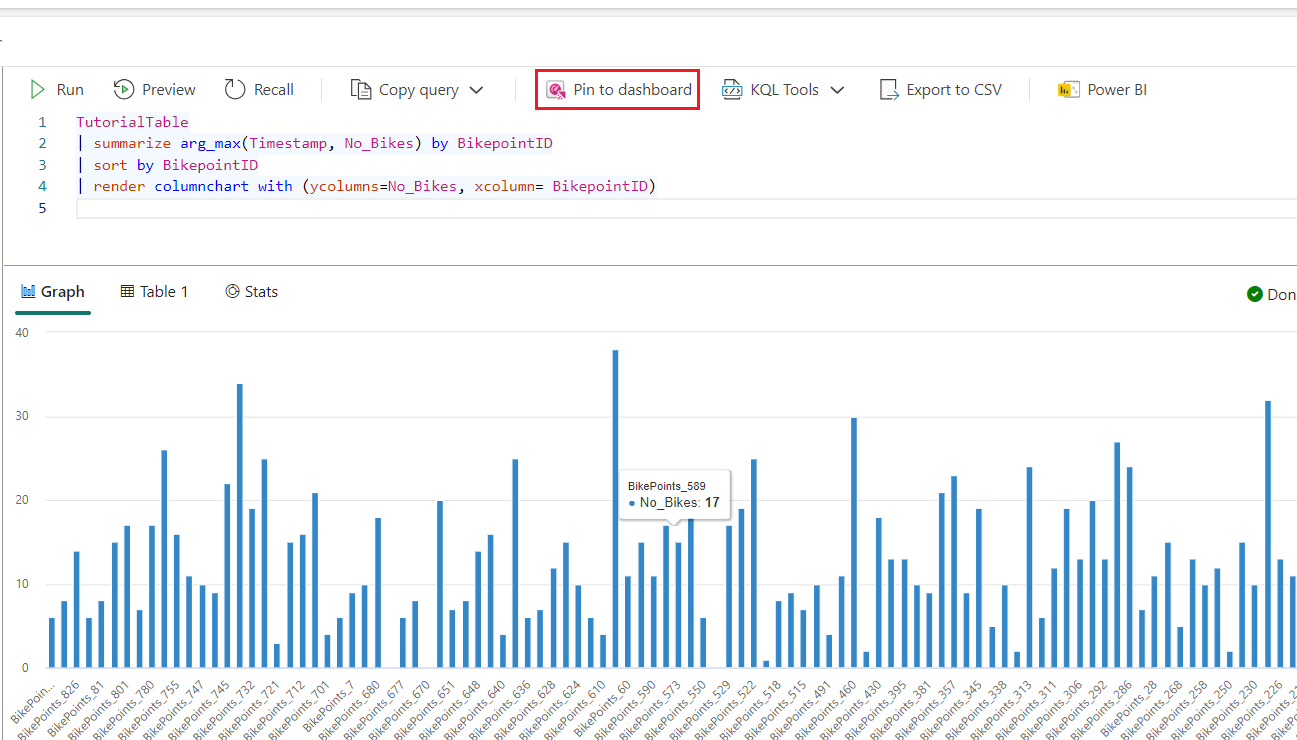 Run Preview Recall Copy query Pin to dashboard KQL Tools Export to CSV Power BI
1 TutorialTable
2 | summarize arg_max(Timestamp, No_Bikes) by BikepointID
3 | sort by BikepointID
4 | render columnchart with (ycolumns=No_Bikes, xcolumn= BikepointID)
5
Graph Table 1 Stats Don
40
30
20
10
0
BikePoints_589
No_Bikes: 17
BikePoin...
BikePoints_826
BikePoints_81
BikePoints_801
BikePoints_780
BikePoints_755
BikePoints_747
BikePoints_745
BikePoints_732
BikePoints_721
BikePoints_712
BikePoints_701
BikePoints_7
BikePoints_680
BikePoints_677
BikePoints_670
BikePoints_651
BikePoints_648
BikePoints_640
BikePoints_636
BikePoints_628
BikePoints_624
BikePoints_610
BikePoints_60
BikePoints_590
BikePoints_573
BikePoints_550
BikePoints_529
BikePoints_522
BikePoints_518
BikePoints_515
BikePoints_491
BikePoints_460
BikePoints_430
BikePoints_395
BikePoints_381
BikePoints_357
BikePoints_345
BikePoints_338
BikePoints_313
BikePoints_311
BikePoints_306
BikePoints_292
BikePoints_286
BikePoints_28
BikePoints_268
BikePoints_258
BikePoints_250
BikePoints_230
BikePoints_226